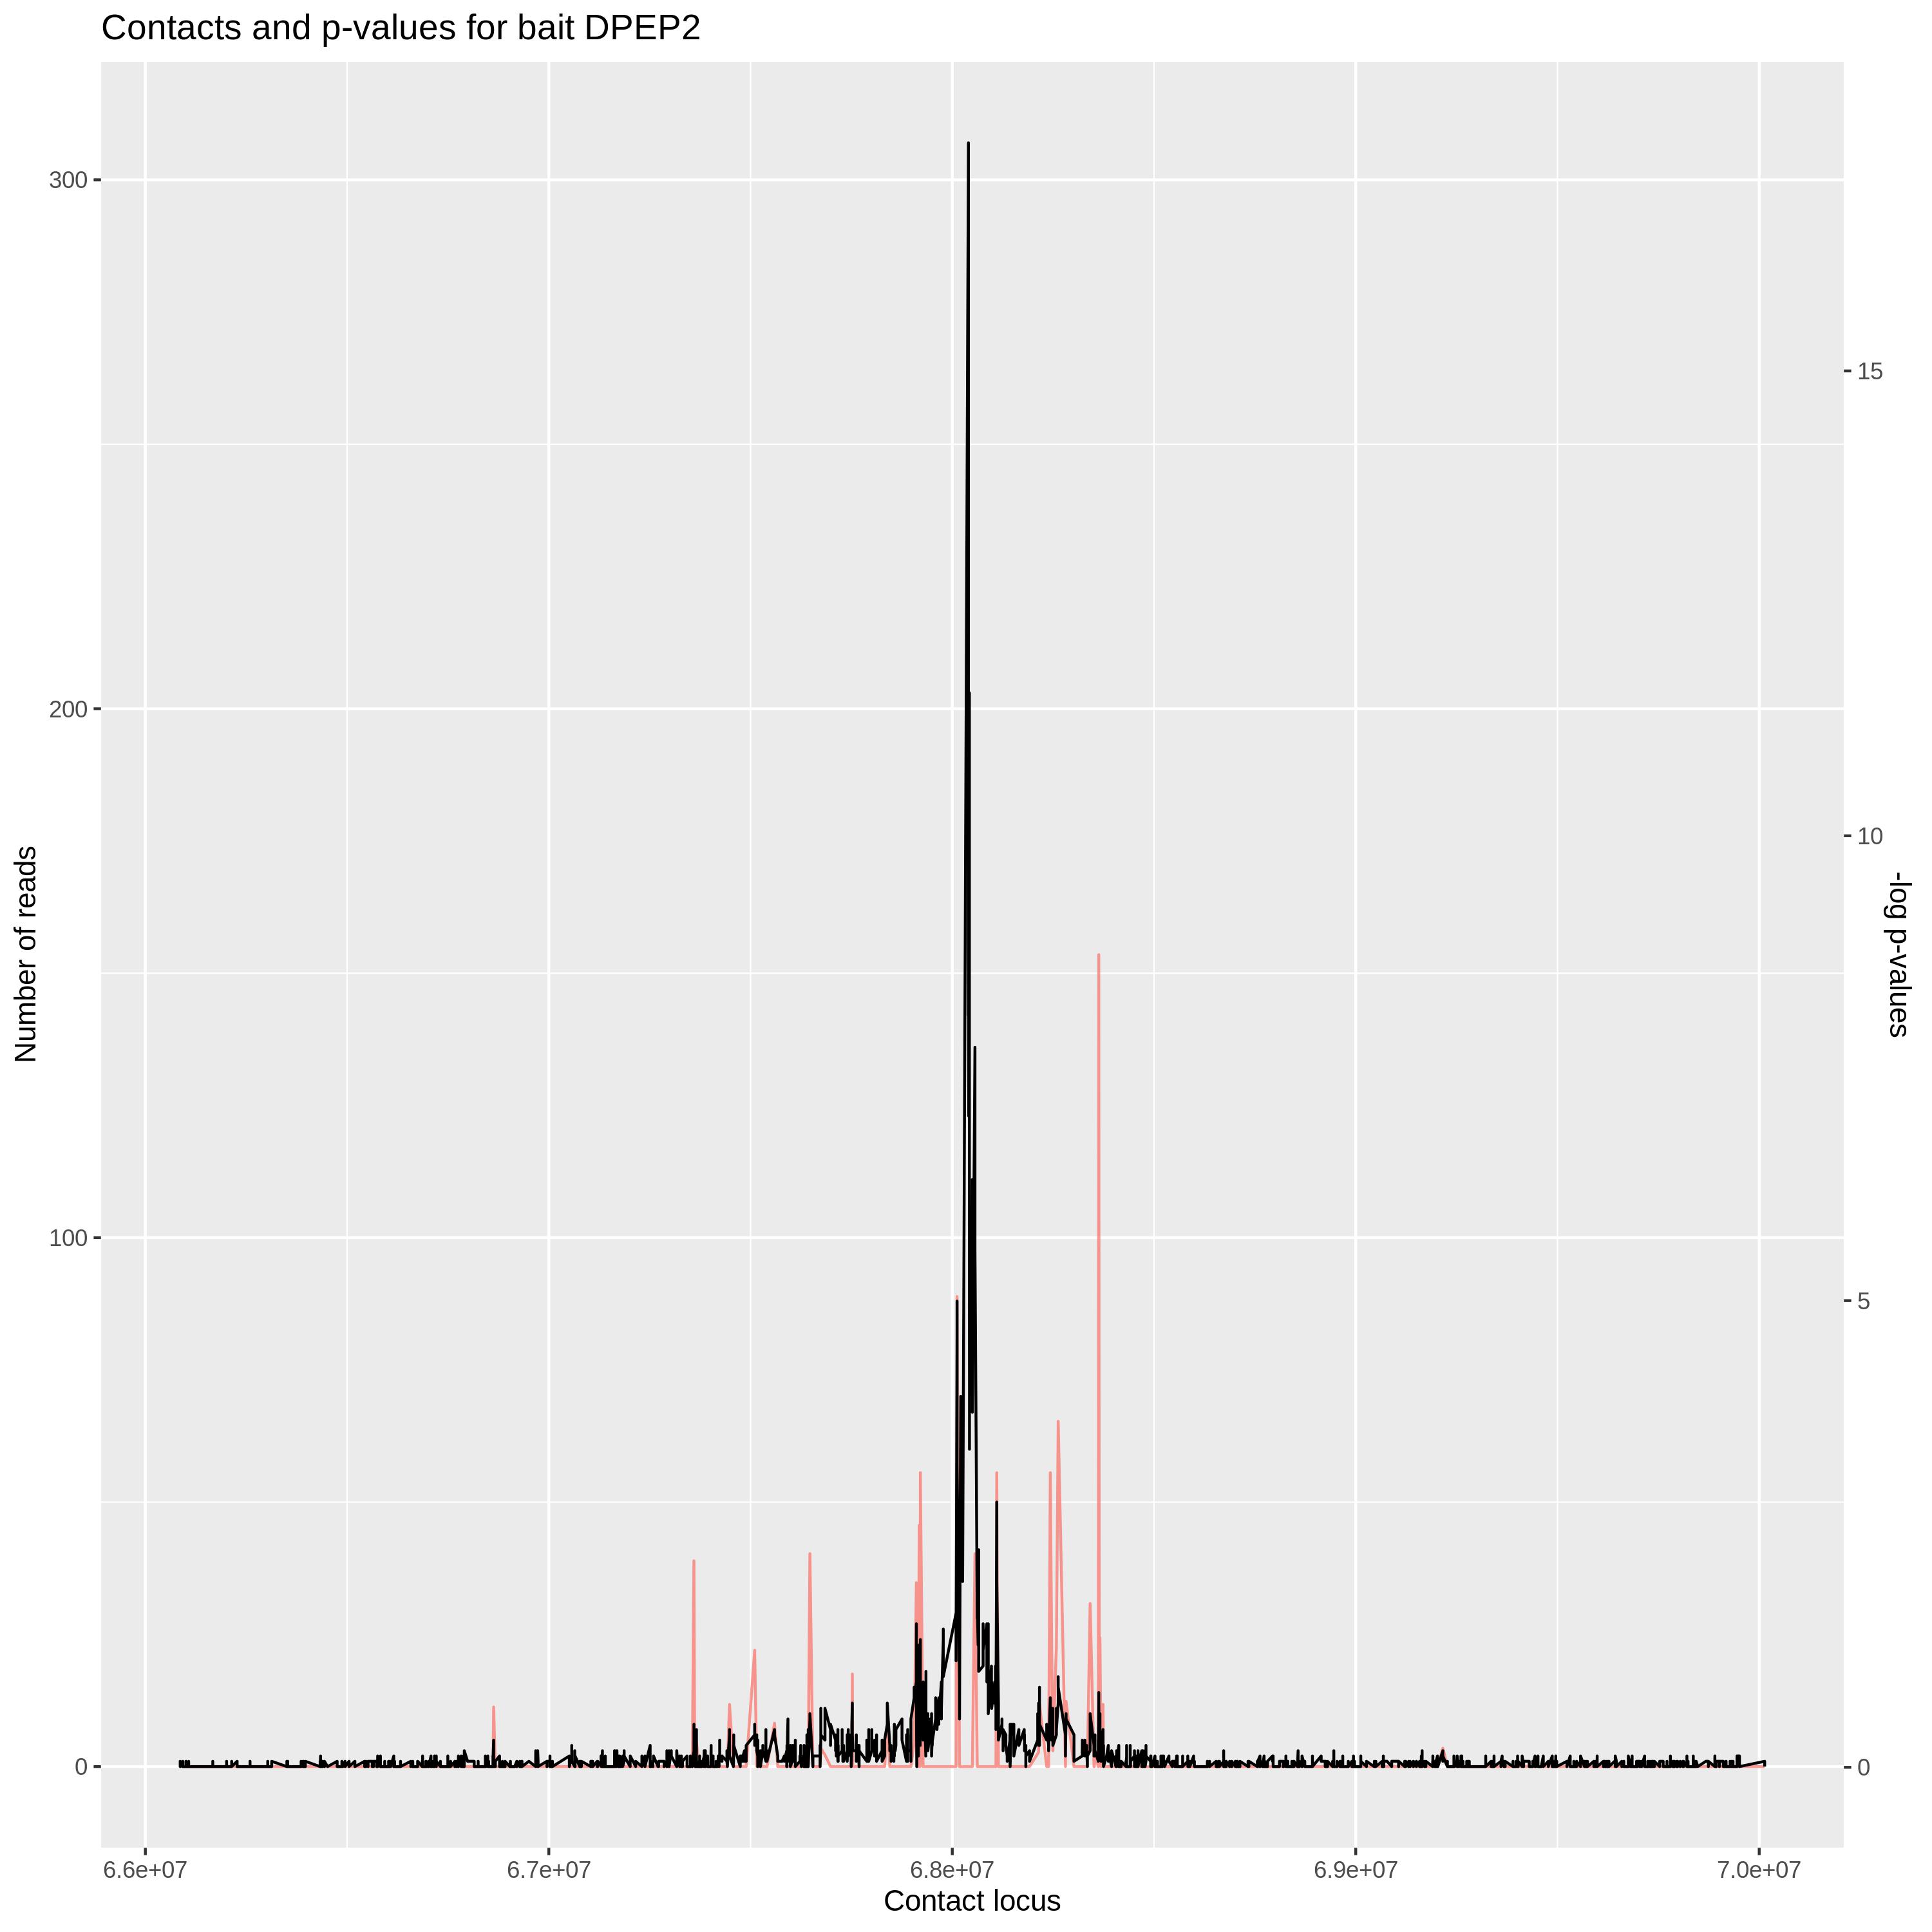 Contacts and p-values for bait DPEP2
300
200
100
0
Number of reads
15
10
5
0
-log p-values
6.6e+07
6.7e+07
6.8e+07
6.9e+07
7.0e+07
Contact locus